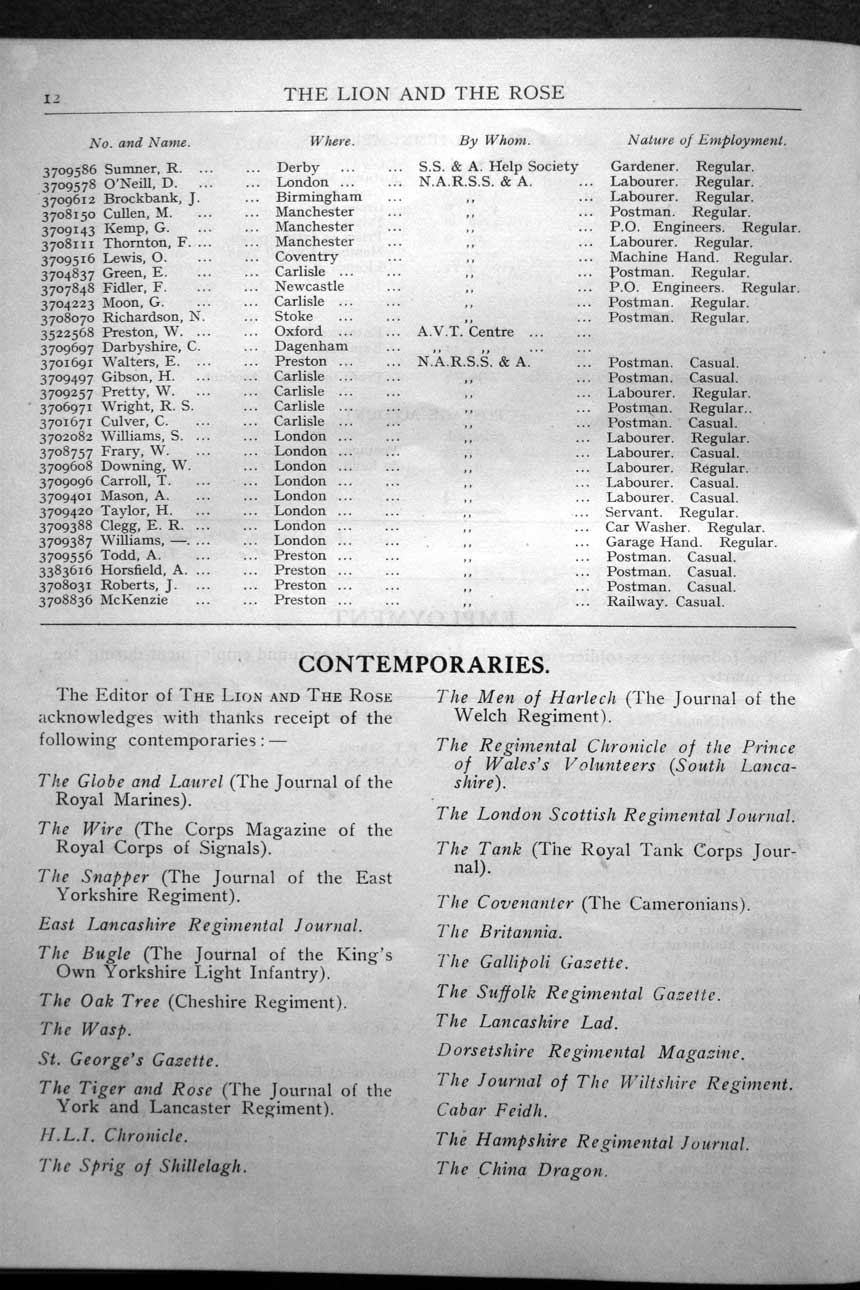 12 THE LION AND THE ROSE
No. and Name. Where. By Whom. Nature of Employment.
3709586 Sumner, R. ... ... Derby ... ... S.S. & A. Help Society Gardener. Regular.
3709578 O'Neill, D. ... ... London ... ... N.A.R.S.S. & A. ... Labourer. Regular.
3709612 Brockbank, J. ... Birmingham ... ,, ... Labourer. Regular.
3708150 Cullen, M. ... ... Manchester ... ,, ... Postman. Regular.
3709143 Kemp, G. ... ... Manchester ... ,, ... P.O. Engineers. Regular.
3708111 Thornton, F. ... ... Manchester ... ,, ... Labourer. Regular.
3709516 Lewis, O. ... ... Coventry ... ,, ... Machine Hand. Regular.
3704837 Green, E. ... ... Carlisle ... ... ,, ... Postman. Regular.
3707848 Fidler, F. ... ... Newcastle ... ,, ... P.O. Engineers. Regular.
3704223 Moon, G. ... ... Carlisle ... ... ,, ... Postman. Regular.
3708070 Richardson, N. ... Stoke ... ... ,, ... Postman. Regular.
3522568 Preston, W. ... ... Oxford ... ... A.V.T. Centre ... ...
3709697 Darbyshire, C. ... Dagenham ... ,, ,, ... ...
3701691 Walters, E. ... ... Preston ... ... N.A.R.S.S. & A. ... Postman. Casual.
3709497 Gibson, H. ... ... Carlisle ... ... ,, ... Postman. Casual.
3709257 Pretty, W. ... ... Carlisle ... ... ,, ... Labourer. Regular.
3706971 Wright, R. S. ... Carlisle ... ... ,, ... Postman. Regular..
3701671 Culver, C. ... ... Carlisle ... ... ,, ... Postman. Casual.
3702082 Williams, S. ... ... London ... ... ,, ... Labourer. Regular.
3708757 Frary, W. ... ... London ... ... ,, ... Labourer. Casual.
3709608 Downing, W. ... London ... ... ,, ... Labourer. Regular.
3709096 Carroll, T. ... ... London ... ... ,, ... Labourer. Casual.
3709401 Mason, A. ... ... London ... ... ,, ... Labourer. Casual.
3709420 Taylor, H. ... ... London ... ... ,, ... Servant. Regular.
3709388 Clegg, E. R. ... ... London ... ... ,, ... Car Washer. Regular.
3709387 Williams, —. ... ... London ... ... ,, ... Garage Hand. Regular.
3709556 Todd, A. ... ... Preston ... ... ,, ... Postman. Casual.
3383616 Horsfield, A. ... ... Preston ... ... ,, ... Postman. Casual.
3708031 Roberts, J. ... ... Preston ... ... ,, ... Postman. Casual.
3708836 McKenzie ... ... Preston ... ... ,, ... Railway. Casual.
CONTEMPORARIES.
The Editor of THE LION AND THE ROSE
acknowledges with thanks receipt of the
following contemporaries : —
The Globe and Laurel (The Journal of the
Royal Marines).
The Wire (The Corps Magazine of the
Royal Corps of Signals).
The Snapper (The Journal of the East
Yorkshire Regiment).
East Lancashire Regimental Journal.
The Bugle (The Journal of the King's
Own Yorkshire Light Infantry).
The Oak Tree (Cheshire Regiment).
The Wasp.
St. George's Gazette.
The Tiger and Rose (The Journal of the
York and Lancaster Regiment).
H.L.I. Chronicle.
The Sprig of Shillelagh.
The Men of Harlech (The Journal of the
Welch Regiment).
The Regimental Chronicle of the Prince
of Wales's Volunteers (South Lanca-
shire).
The London Scottish Regimental Journal.
The Tank (The Royal Tank Corps Jour-
nal).
The Covenanter (The Cameronians).
The Britannia.
The Gallipoli Gazette.
The Suffolk Regimental Gazette.
The Lancashire Lad.
Dorsetshire Regimental Magazine.
The Journal of The Wiltshire Regiment.
Cabar Feidh.
The Hampshire Regimental Journal.
The China Dragon.